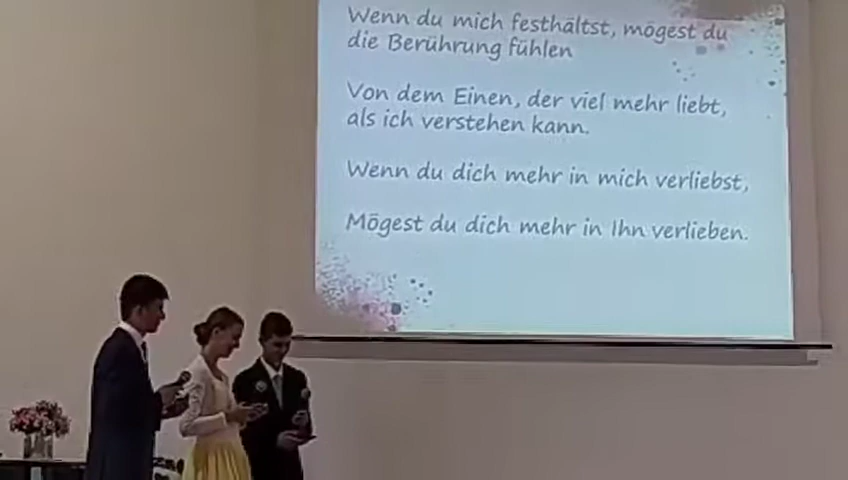 Wenn du mich festhältst, mögest du
die Berührung fühlen
Von dem Einen, der viel mehr liebt,
als ich verstehen kann.
Wenn du dich mehr in mich verliebst,
Mögest du dich mehr in Ihn verlieben.